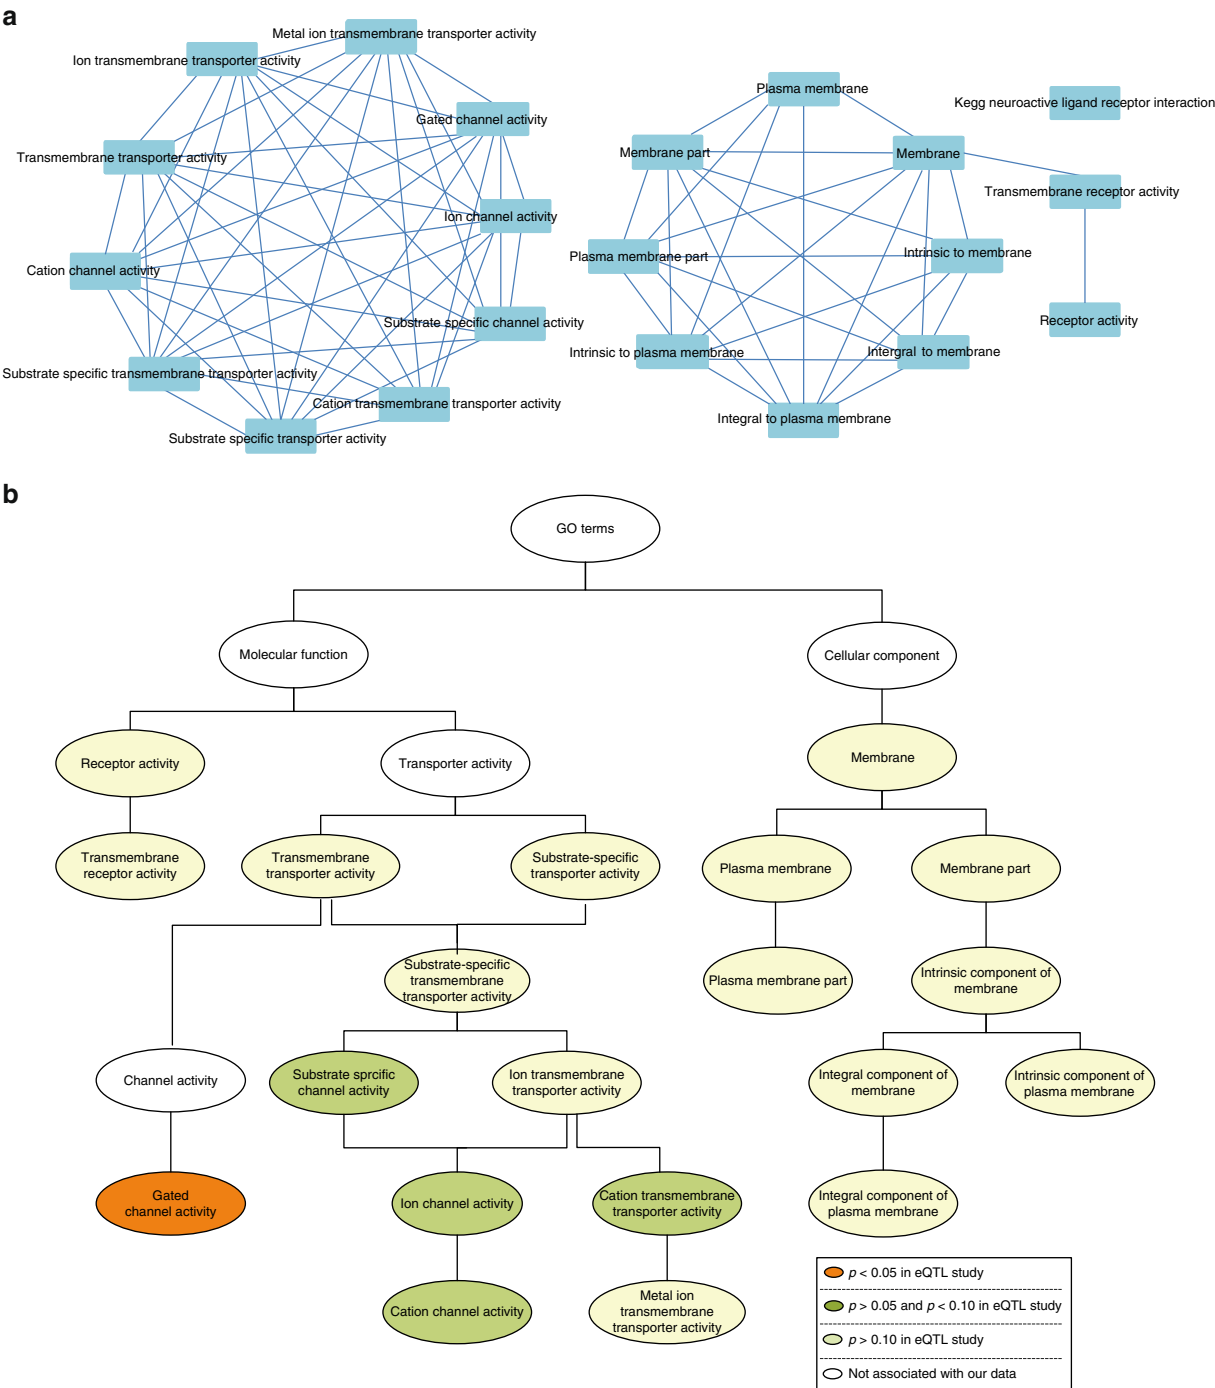 a
Metal ion transmembrane transporter activity
Ion transmembrane transporter activity
Gated channel activity
Transmembrane transporter activity
Ion channel activity
Cation channel activity
Substrate specific channel activity
Substrate specific transmembrane transporter activity
Cation transmembrane transporter activity
Substrate specific transporter activity
Plasma membrane
Kegg neuroactive ligand receptor interaction
Membrane part
Membrane
Transmembrane receptor activity
Plasma membrane part
Intrinsic to membrane
Receptor activity
Intrinsic to plasma membrane
Intergral to membrane
Integral to plasma membrane
b
GO terms
Molecular function
Cellular component
Receptor activity
Transporter activity
Membrane
Transmembrane
receptor activity
Transmembrane
transporter activity
Substrate-specific
transporter activity
Plasma membrane
Membrane part
Substrate-specific
transmembrane
transporter activity
Plasma membrane part
Intrinsic component of
membrane
Channel activity
Substrate sprcific
channel activity
Ion transmembrane
transporter activity
Integral component of
membrane
Intrinsic component of
plasma membrane
Gated
channel activity
Ion channel activity
Cation transmembrane
transporter activity
Integral component of
plasma membrane
Cation channel activity
Metal ion
transmembrane
transporter activity
p < 0.05 in eQTL study
p > 0.05 and p < 0.10 in eQTL study
p > 0.10 in eQTL study
Not associated with our data